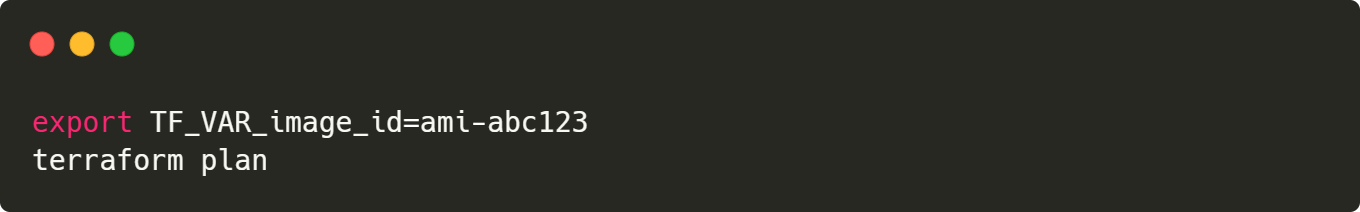 export TF_VAR_image_id=ami-abc123
terraform plan